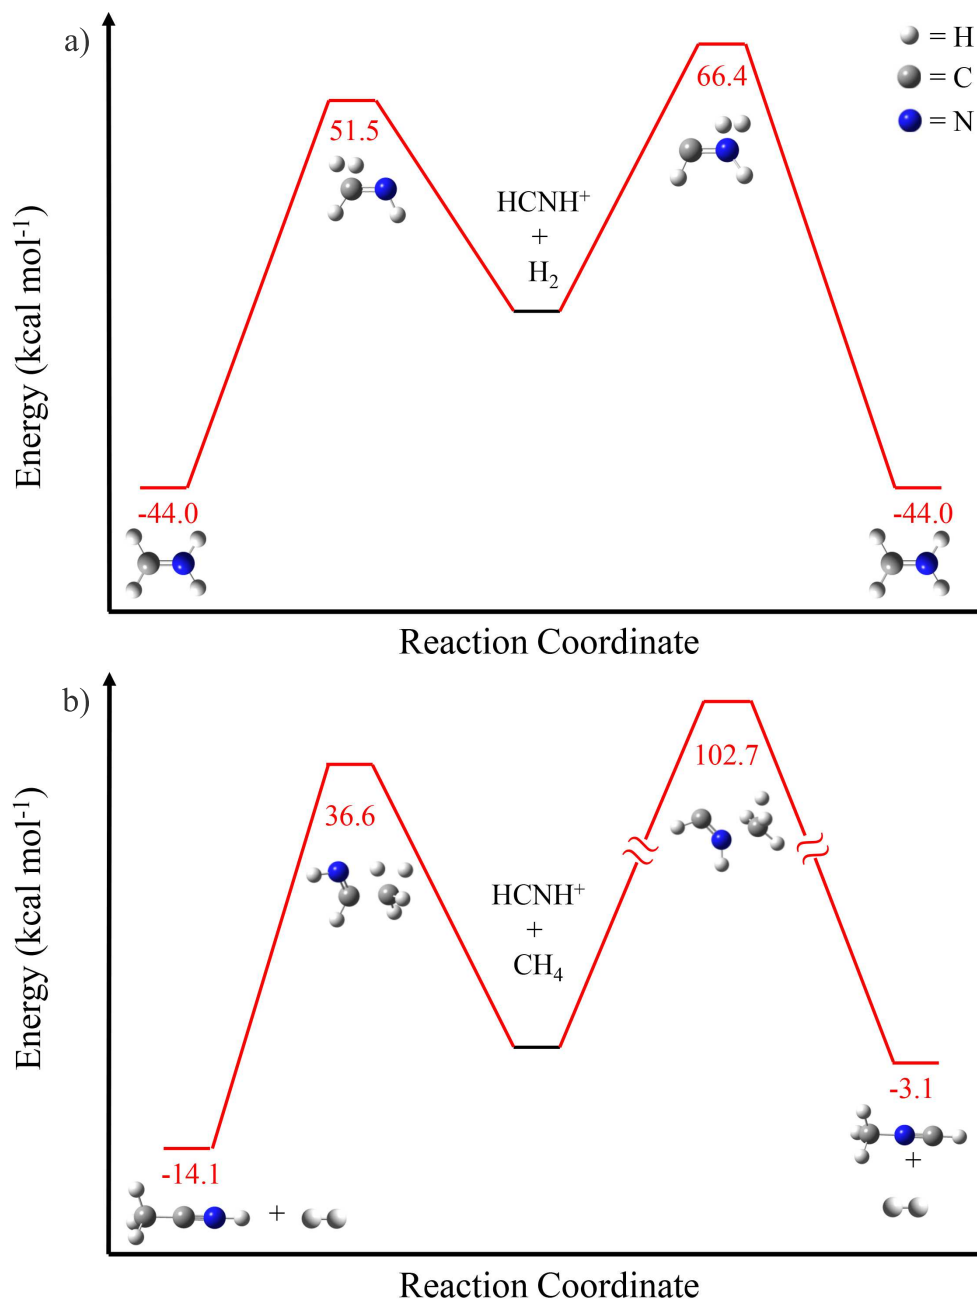 a)
= H
= C
= N
66.4
51.5
HCNH⁺
+
H₂
Energy (kcal mol⁻¹)
-44.0
-44.0
Reaction Coordinate
b)
102.7
36.6
HCNH⁺
+
CH₄
Energy (kcal mol⁻¹)
-3.1
+
-14.1
+
Reaction Coordinate